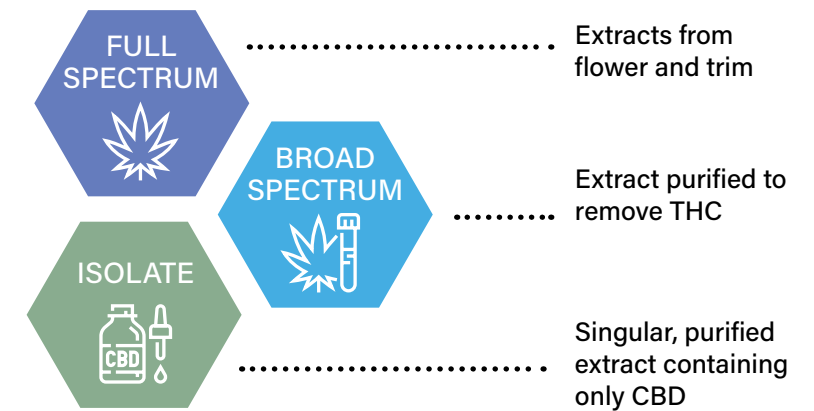 FULL
SPECTRUM
Extracts from
flower and trim
BROAD
SPECTRUM
Extract purified to
remove THC
ISOLATE
CBD
Singular, purified
extract containing
only CBD